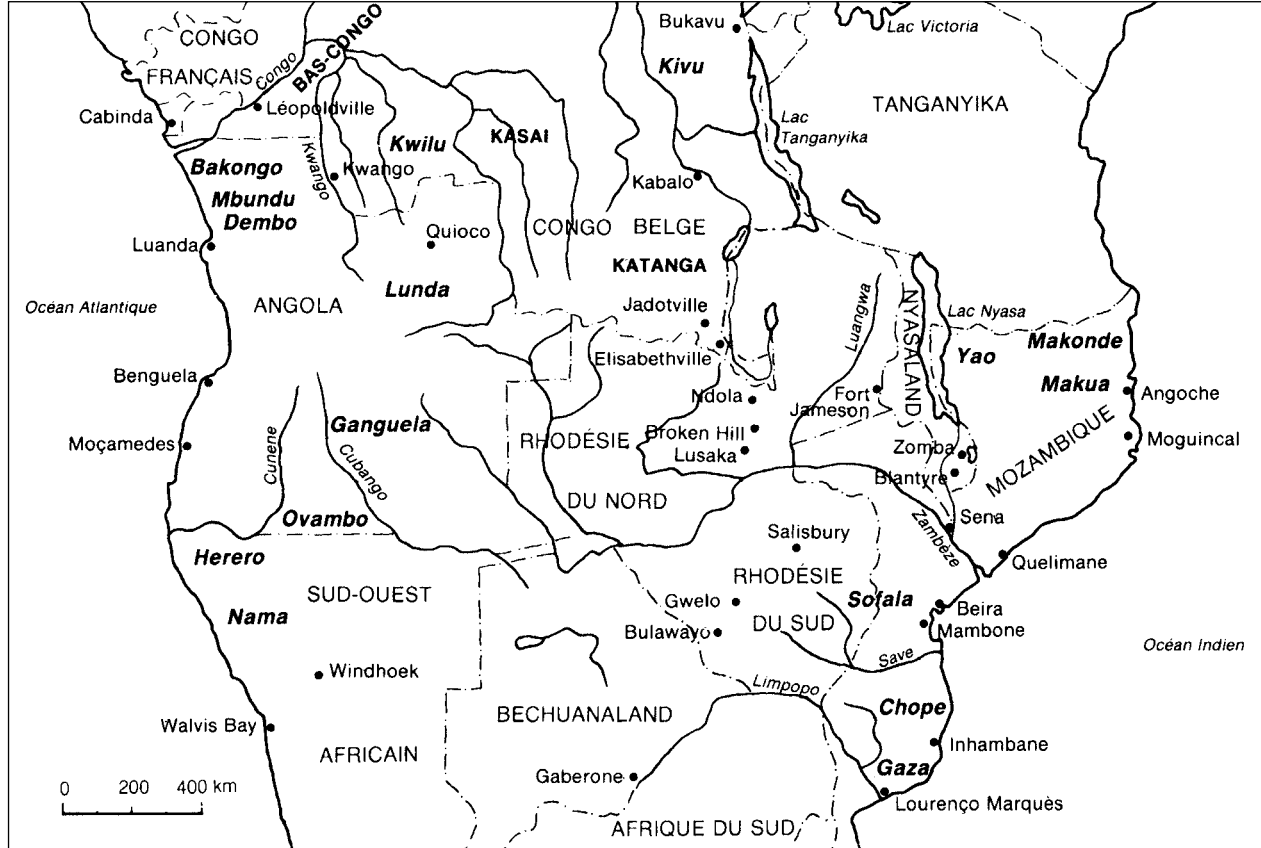 CONGO
FRANÇAIS
Congo
BAS-CONGO
Bukavu
Lac Victoria
Kivu
TANGANYIKA
Cabinda
Léopoldville
Lac
Tanganyika
Kwilu
KASAI
Bakongo
Kwango
Kwango
Kabalo
Mbundu
Dembo
Luanda
Quioco
CONGO BELGE
KATANGA
Océan Atlantique
ANGOLA
Lunda
Jadotville
Luangwa
NYASALAND
Lac Nyasa
Elisabethville
Yao
Makonde
Benguela
Ndola
Fort
Jameson
Makua
Angoche
Moçamedes
Ganguela
RHODÉSIE
Broken Hill
Lusaka
Zomba
Blantyre
MOZAMBIQUE
Moguincal
Cunene
Cubango
DU NORD
Ovambo
Sena
Zambèze
Herero
Salisbury
Quelimane
SUD-OUEST
RHODÉSIE
Nama
Gwelo
Sofala
Beira
DU SUD
Bulawayo
Mambone
Océan Indien
Windhoek
Save
Limpopo
Walvis Bay
BECHUANALAND
Chope
AFRICAIN
Inhambane
Gaberone
Gaza
0 200 400 km
Lourenço Marquès
AFRIQUE DU SUD